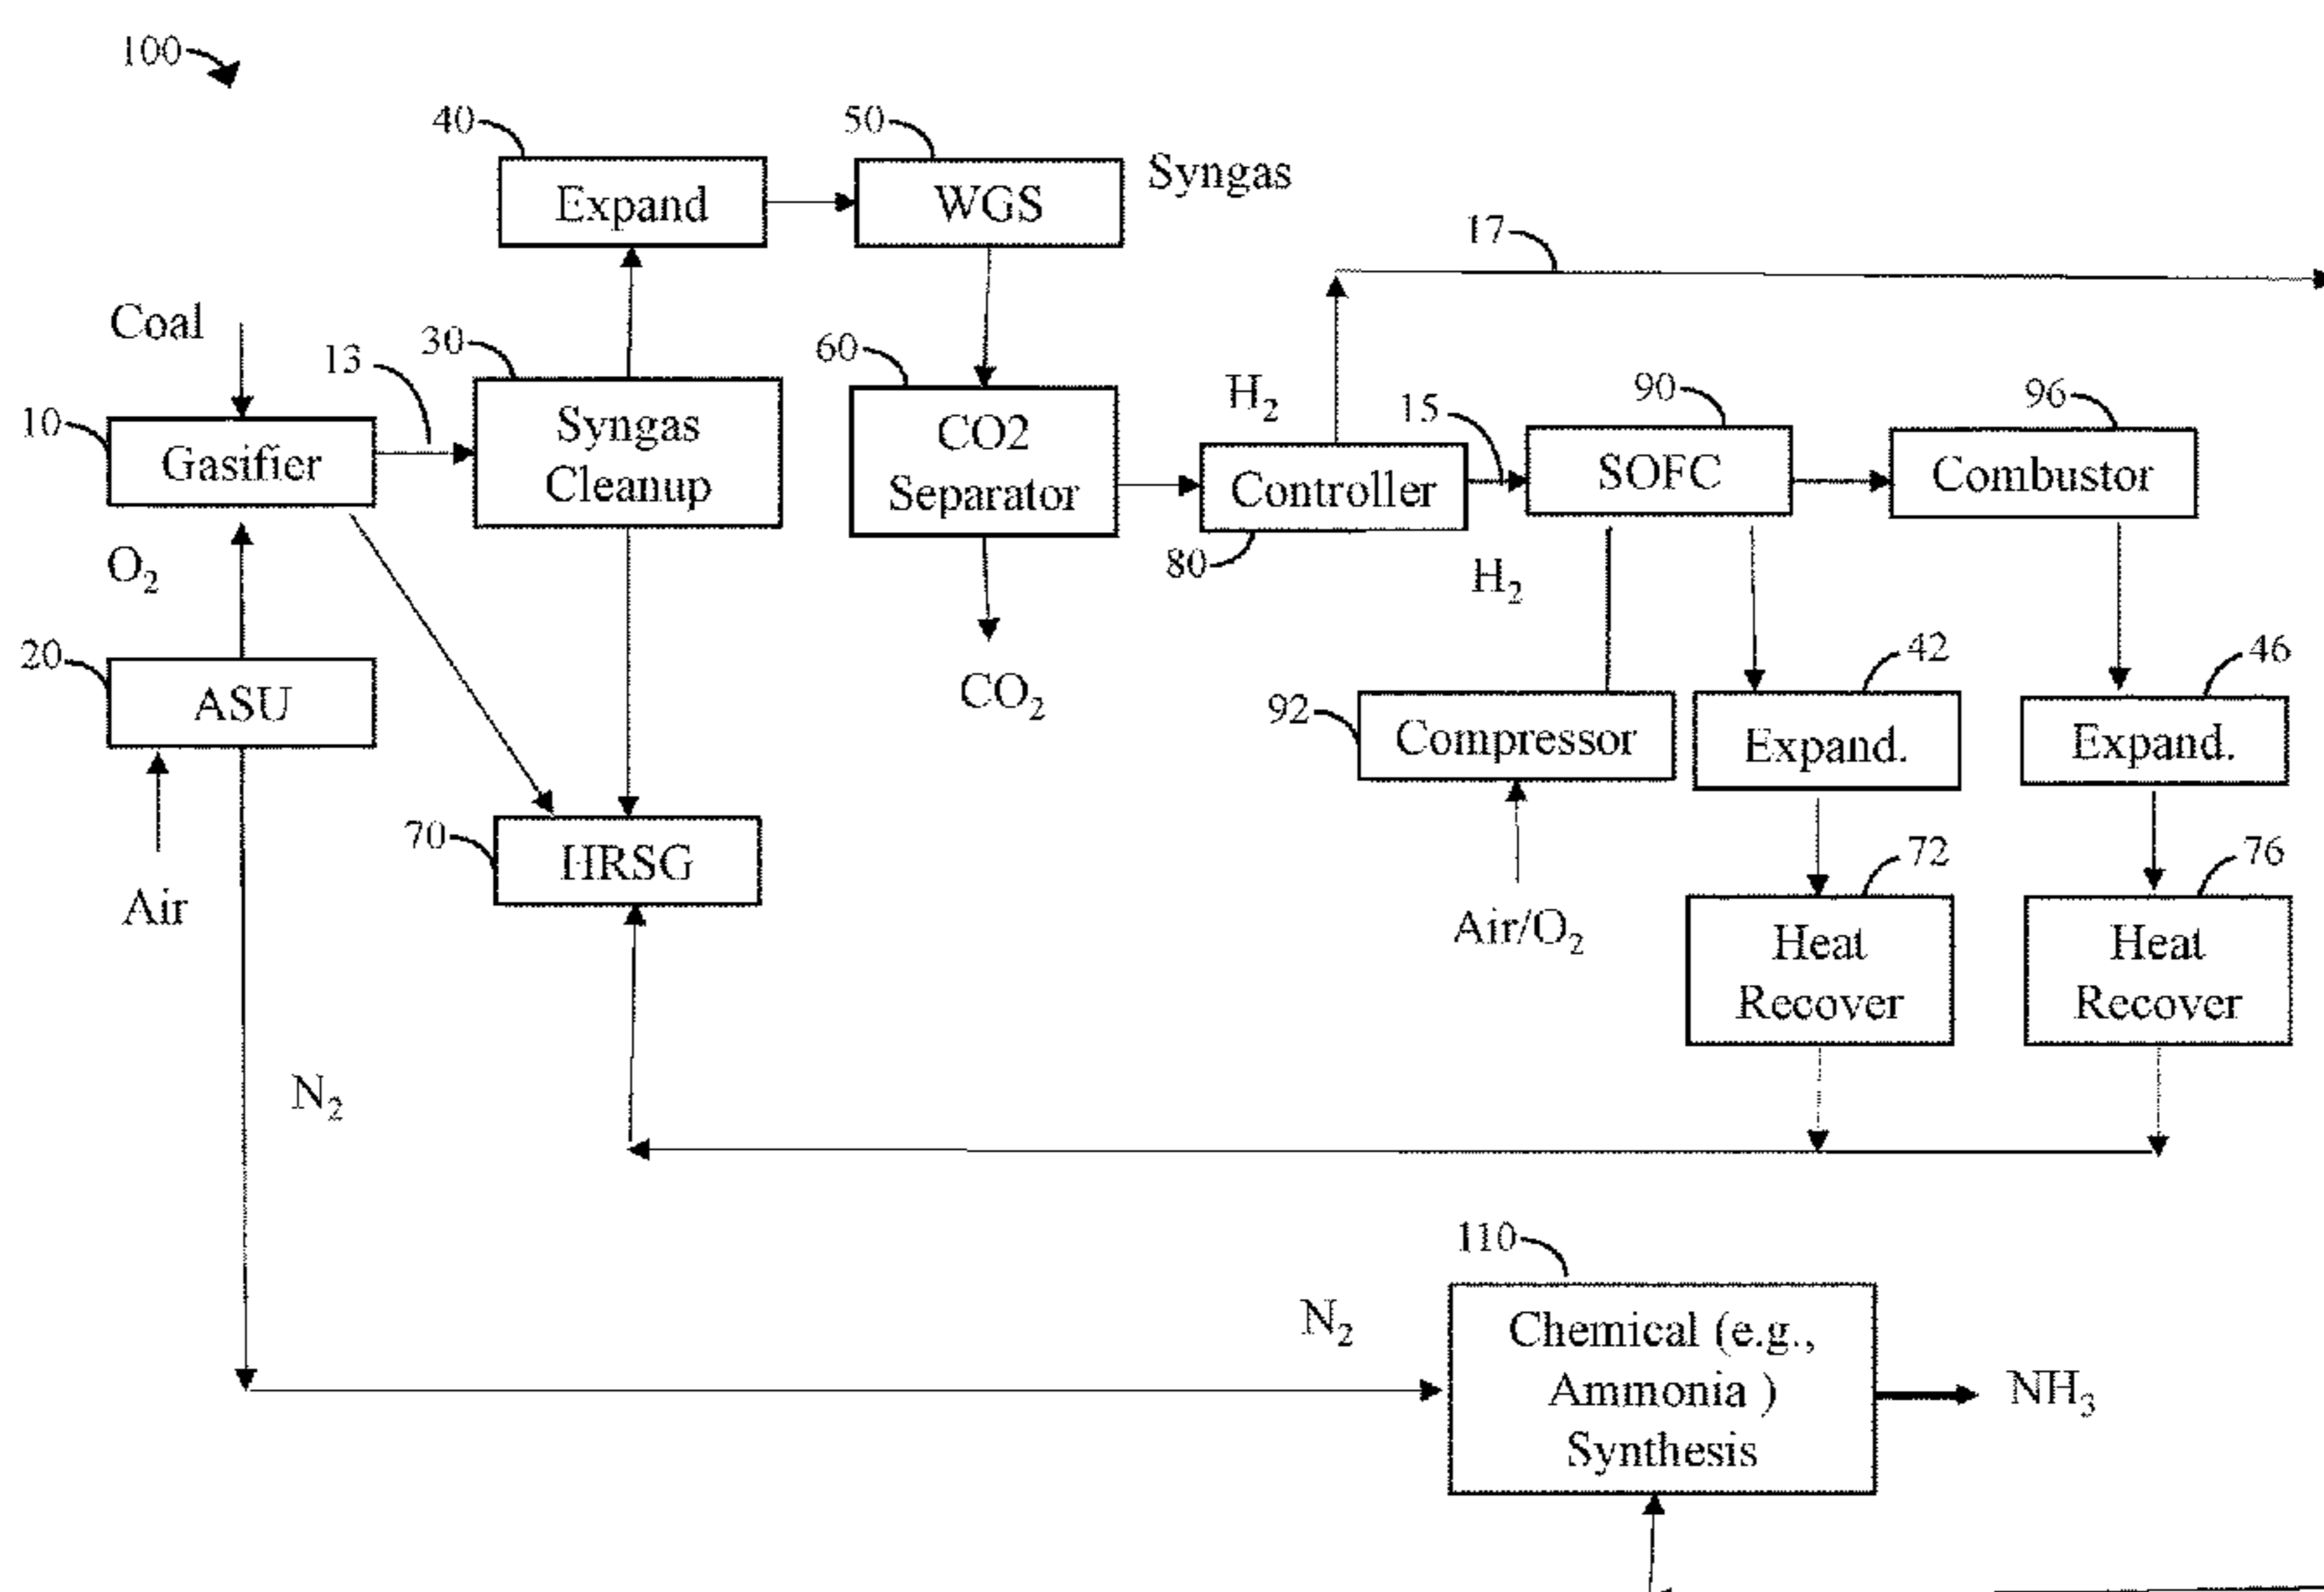 100
40
50
Expand
WGS
Syngas
17
Coal
13
30
60
H₂
15
90
96
10
Gasifier
Syngas
Cleanup
CO2
Separator
Controller
SOFC
Combustor
O₂
80
H₂
20
ASU
CO₂
92
Compressor
42
Expand.
46
Expand.
Air
70
HRSG
Air/O₂
72
Heat
Recover
76
Heat
Recover
N₂
110
N₂
Chemical (e.g.,
Ammonia )
Synthesis
NH₃